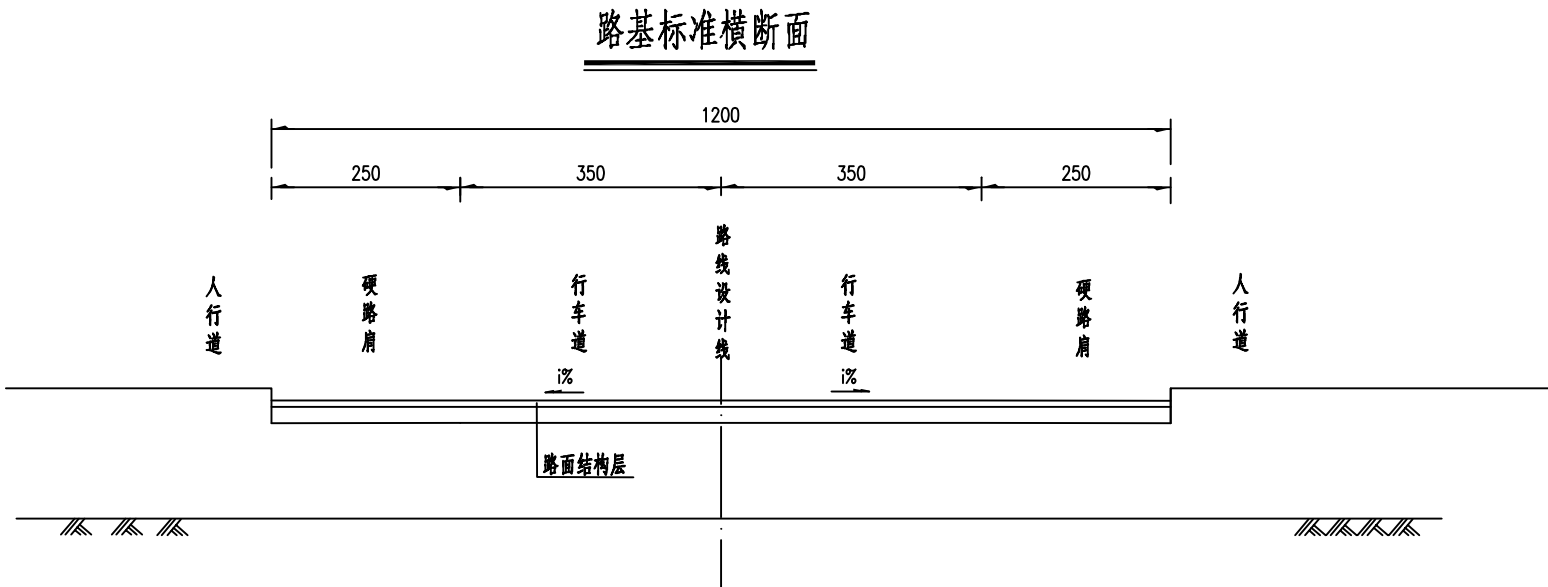 路基标准横断面
1200
250
350
350
250
人行道
硬路肩
行车道
路线设计线
行车道
硬路肩
人行道
i%
i%
路面结构层